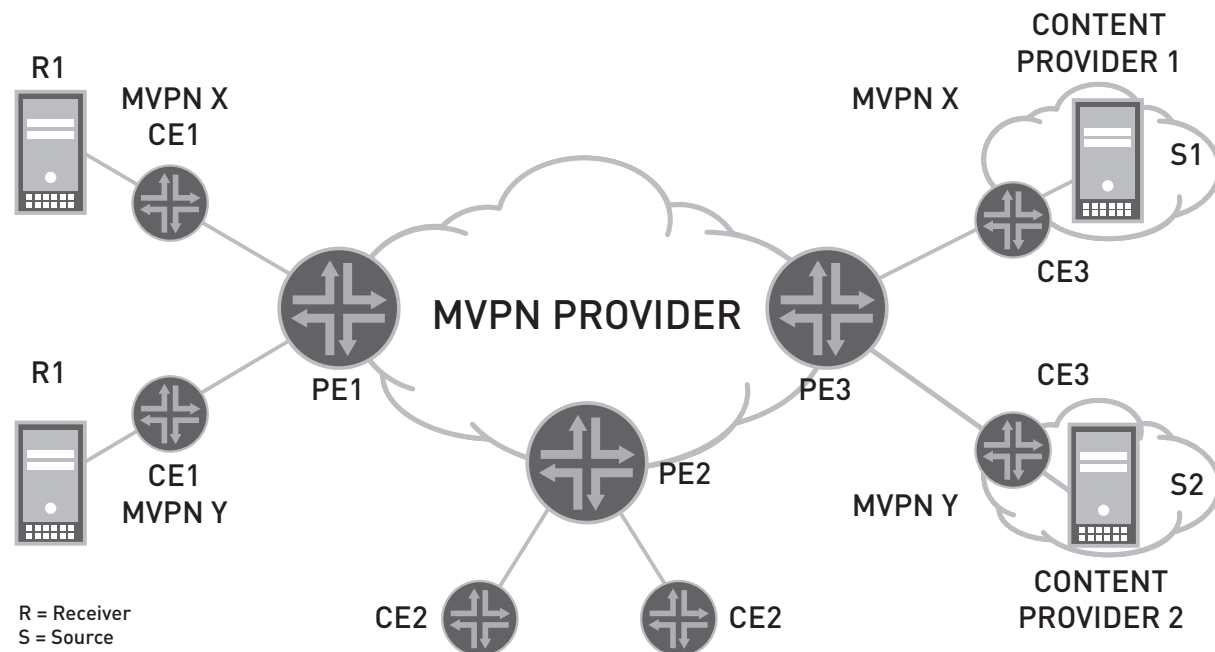 R1
MVPN X
CE1
MVPN X
CONTENT
PROVIDER 1
S1
CE3
MVPN PROVIDER
PE1
PE3
R1
CE1
MVPN Y
PE2
CE3
MVPN Y
S2
CONTENT
PROVIDER 2
CE2
CE2
R = Receiver
S = Source